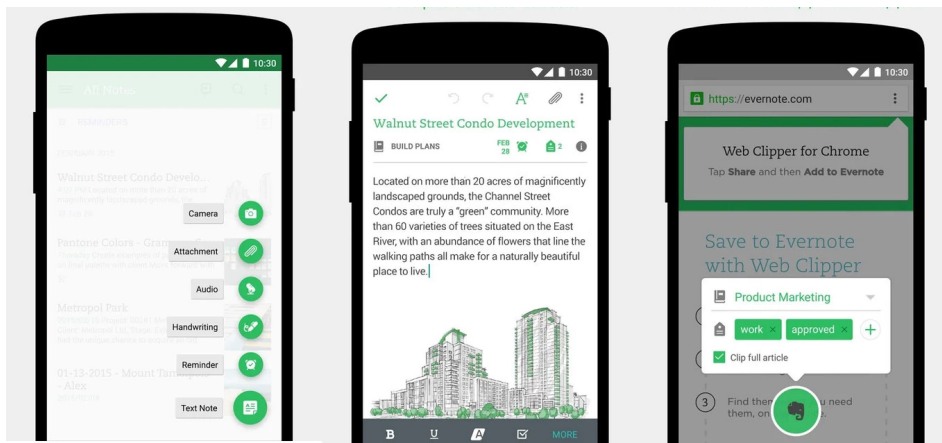 10:30
All Notes
REMINDERS
Walnut Street Condo Develo...
Camera
Pantone Colors - Gram
Attachment
Audio
Metropol Park
Handwriting
Reminder
01-13-2015 - Mount Tam
- Alex
Text Note
10:30
Walnut Street Condo Development
BUILD PLANS
FEB
28
2
Located on more than 20 acres of magnificently
landscaped grounds, the Channel Street
Condos are truly a “green” community. More
than 60 varieties of trees situated on the East
River, with an abundance of flowers that line the
walking paths all make for a naturally beautiful
place to live.
B U A MORE
10:30
https://evernote.com
Web Clipper for Chrome
Tap Share and then Add to Evernote
Save to Evernote
with Web Clipper
Product Marketing
work × approved × +
Clip full article
3 Find them need
them, on